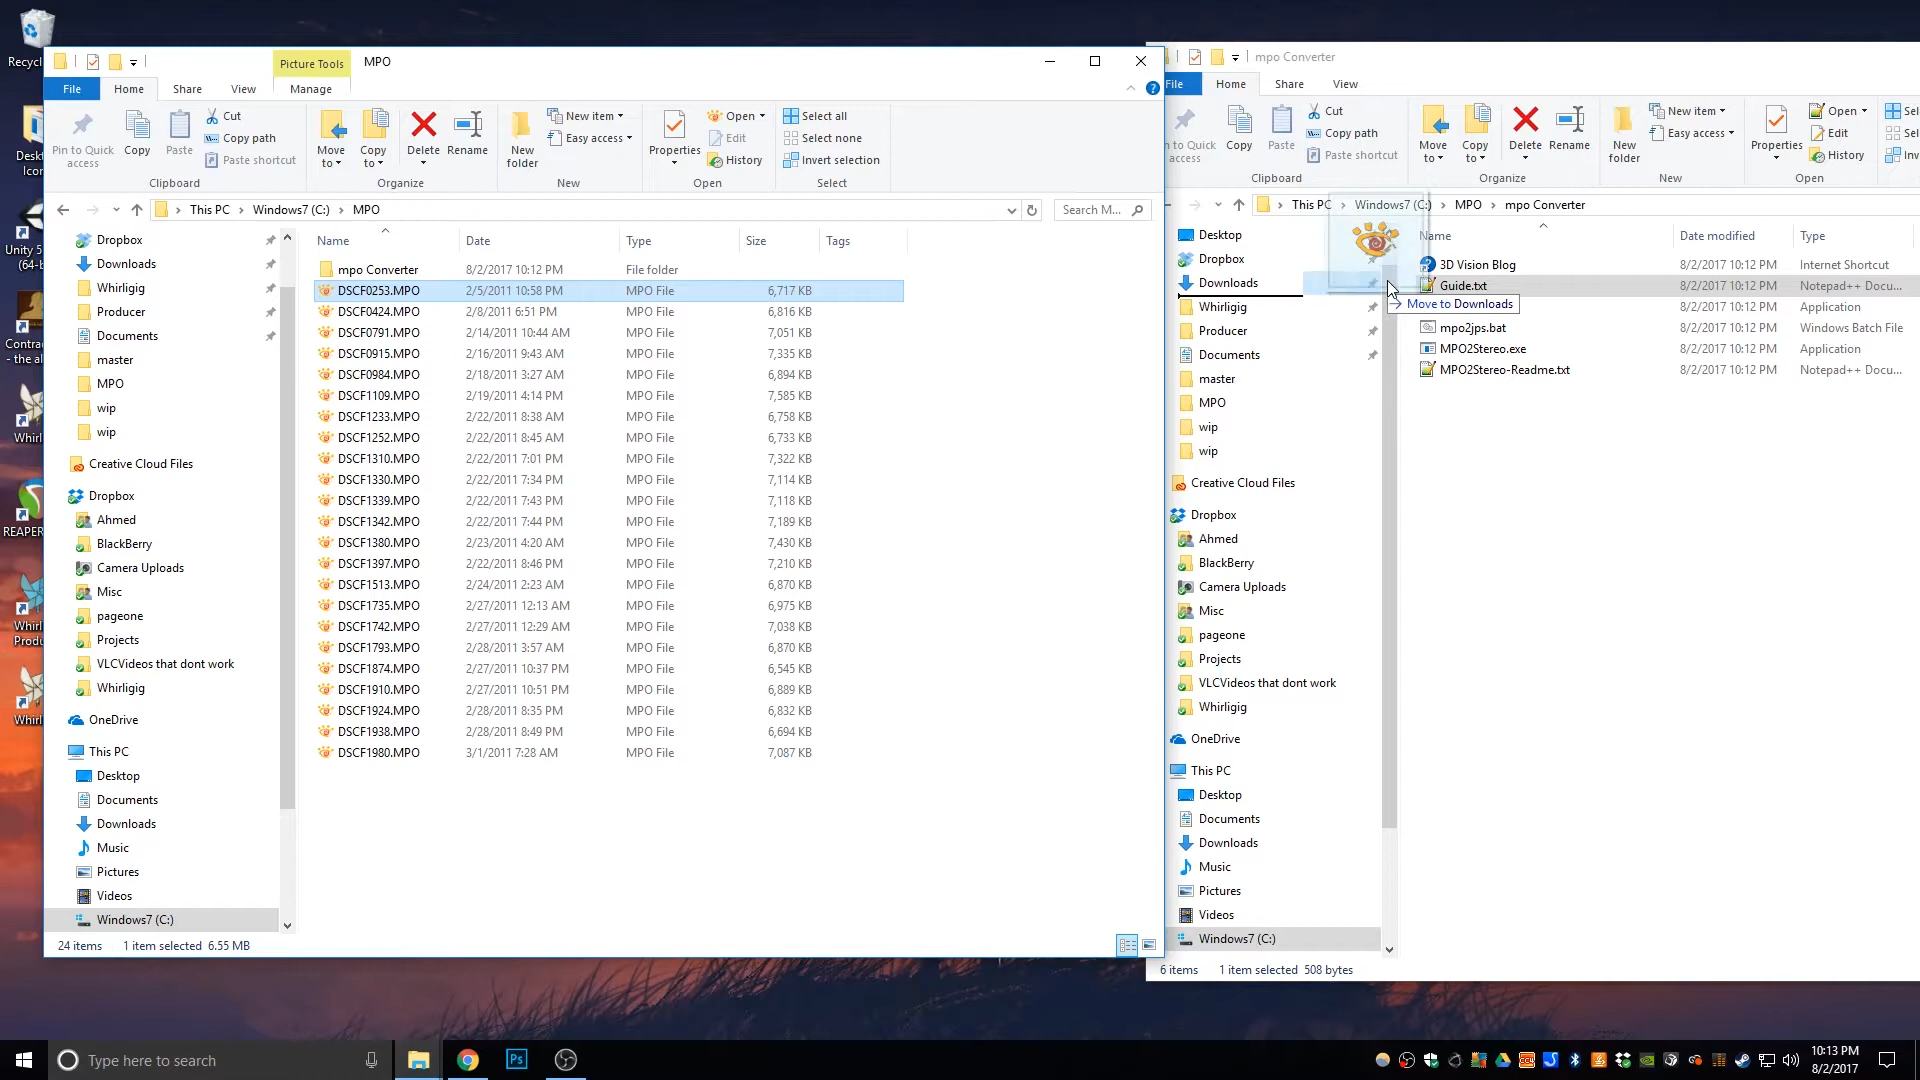 Recycl
Deskt
Icon
Unity 5
(64-b
Contra
- the al
Whirl
REAPER
Whirl
Produ
Whirl
Picture Tools
MPO
File
Home
Share
View
Manage
Pin to Quick
access
Copy
Paste
Cut
Copy path
Paste shortcut
Clipboard
Move
to
Copy
to
Delete
Rename
Organize
New
folder
New item
Easy access
New
Properties
Open
Edit
History
Open
Select all
Select none
Invert selection
Select
This PC
Windows7 (C:)
MPO
Search M...
Dropbox
Downloads
Whirligig
Producer
Documents
master
MPO
wip
wip
Creative Cloud Files
Dropbox
Ahmed
BlackBerry
Camera Uploads
Misc
pageone
Projects
VLCVideos that dont work
Whirligig
OneDrive
This PC
Desktop
Documents
Downloads
Music
Pictures
Videos
Windows7 (C:)
Name Date Type Size Tags
mpo Converter 8/2/2017 10:12 PM File folder
DSCF0253.MPO 2/5/2011 10:58 PM MPO File 6,717 KB
DSCF0424.MPO 2/8/2011 6:51 PM MPO File 6,816 KB
DSCF0791.MPO 2/14/2011 10:44 AM MPO File 7,051 KB
DSCF0915.MPO 2/16/2011 9:43 AM MPO File 7,335 KB
DSCF0984.MPO 2/18/2011 3:27 AM MPO File 6,894 KB
DSCF1109.MPO 2/19/2011 4:14 PM MPO File 7,585 KB
DSCF1233.MPO 2/22/2011 8:38 AM MPO File 6,758 KB
DSCF1252.MPO 2/22/2011 8:45 AM MPO File 6,733 KB
DSCF1310.MPO 2/22/2011 7:01 PM MPO File 7,322 KB
DSCF1330.MPO 2/22/2011 7:34 PM MPO File 7,114 KB
DSCF1339.MPO 2/22/2011 7:43 PM MPO File 7,118 KB
DSCF1342.MPO 2/22/2011 7:44 PM MPO File 7,189 KB
DSCF1380.MPO 2/23/2011 4:20 AM MPO File 7,430 KB
DSCF1397.MPO 2/22/2011 8:46 PM MPO File 7,210 KB
DSCF1513.MPO 2/24/2011 2:23 AM MPO File 6,870 KB
DSCF1735.MPO 2/27/2011 12:13 AM MPO File 6,975 KB
DSCF1742.MPO 2/27/2011 12:29 AM MPO File 7,038 KB
DSCF1793.MPO 2/28/2011 3:57 AM MPO File 6,870 KB
DSCF1874.MPO 2/27/2011 10:37 PM MPO File 6,545 KB
DSCF1910.MPO 2/27/2011 10:51 PM MPO File 6,889 KB
DSCF1924.MPO 2/28/2011 8:35 PM MPO File 6,832 KB
DSCF1938.MPO 2/28/2011 8:49 PM MPO File 6,694 KB
DSCF1980.MPO 3/1/2011 7:28 AM MPO File 7,087 KB
24 items 1 item selected 6.55 MB
mpo Converter
File
Home
Share
View
n to Quick
access
Copy
Paste
Cut
Copy path
Paste shortcut
Clipboard
Move
to
Copy
to
Delete
Rename
Organize
New
folder
New item
Easy access
New
Properties
Open
Edit
History
Open
Sel
Sel
Inv
This PC
Windows7 (C:)
MPO
mpo Converter
Desktop
Dropbox
Downloads
Whirligig
Producer
Documents
master
MPO
wip
wip
Creative Cloud Files
Dropbox
Ahmed
BlackBerry
Camera Uploads
Misc
pageone
Projects
VLCVideos that dont work
Whirligig
OneDrive
This PC
Desktop
Documents
Downloads
Music
Pictures
Videos
Windows7 (C:)
Name Date modified Type
3D Vision Blog 8/2/2017 10:12 PM Internet Shortcut
Guide.txt 8/2/2017 10:12 PM Notepad++ Docu...
Move to Downloads
8/2/2017 10:12 PM Application
mpo2jps.bat 8/2/2017 10:12 PM Windows Batch File
MPO2Stereo.exe 8/2/2017 10:12 PM Application
MPO2Stereo-Readme.txt 8/2/2017 10:12 PM Notepad++ Docu...
6 items 1 item selected 508 bytes
Type here to search
Ps
10:13 PM
8/2/2017